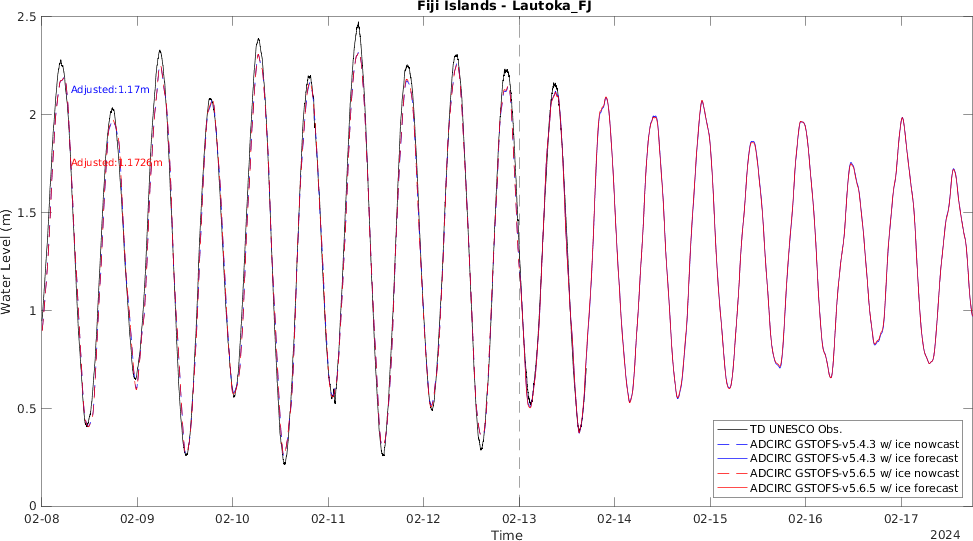 Fiji Islands - Lautoka_FJ
2.5
2
1.5
1
0.5
0
Water Level (m)
Adjusted:1.17m
Adjusted:1.1726m
TD UNESCO Obs.
ADCIRC GSTOFS-v5.4.3 w/ ice nowcast
ADCIRC GSTOFS-v5.4.3 w/ ice forecast
ADCIRC GSTOFS-v5.6.5 w/ ice nowcast
ADCIRC GSTOFS-v5.6.5 w/ ice forecast
02-08 02-09 02-10 02-11 02-12 02-13 02-14 02-15 02-16 02-17
Time
2024